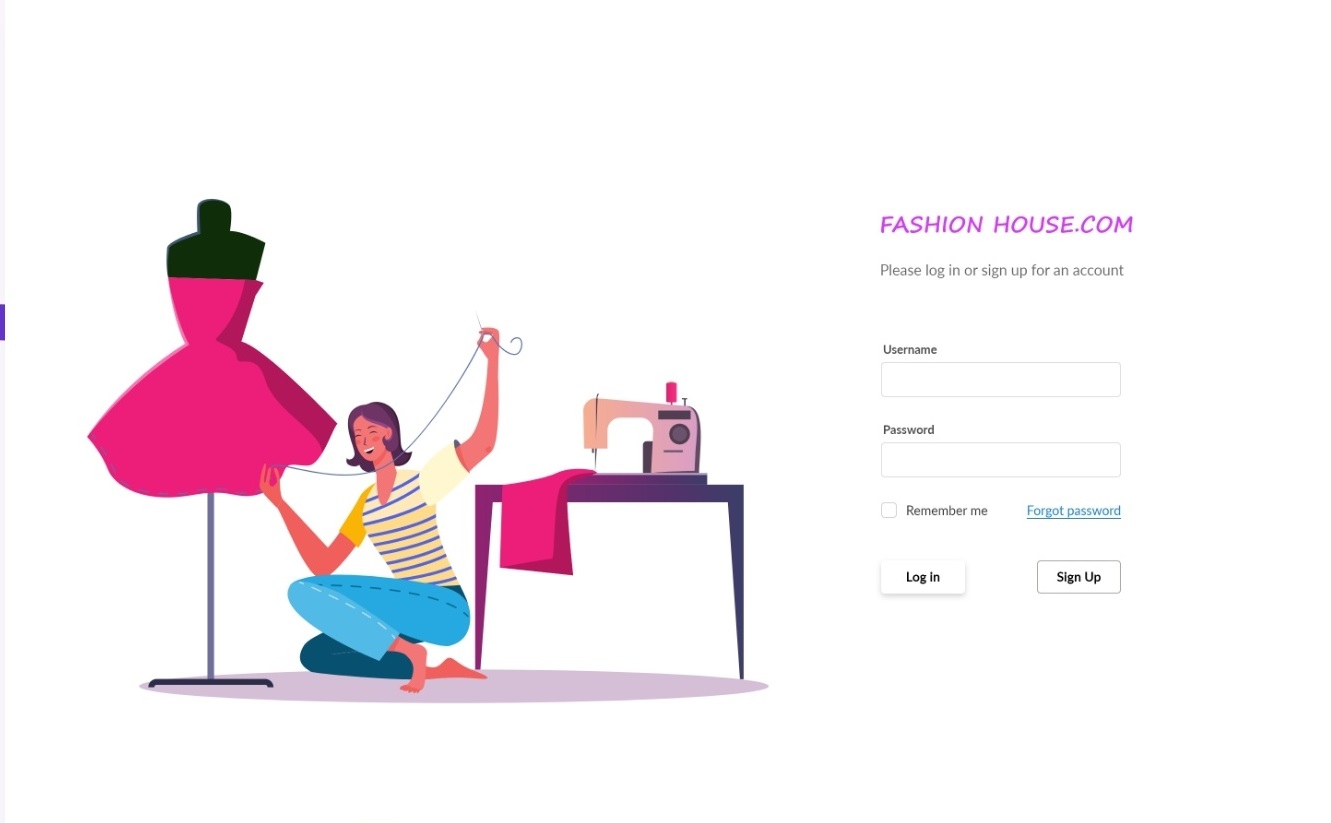 FASHION HOUSE.COM
Please log in or sign up for an account
Username
Password
Remember me Forgot password
Log in Sign Up